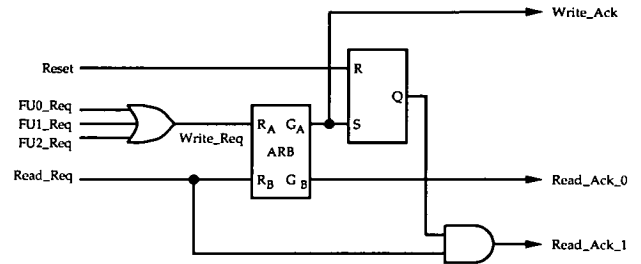 Write_Ack
Reset
R
Q
FU0_Req
FU1_Req
FU2_Req
Write_Req
R_A G_A
S
ARB
Read_Req
R_B G_B
Read_Ack_0
Read_Ack_1